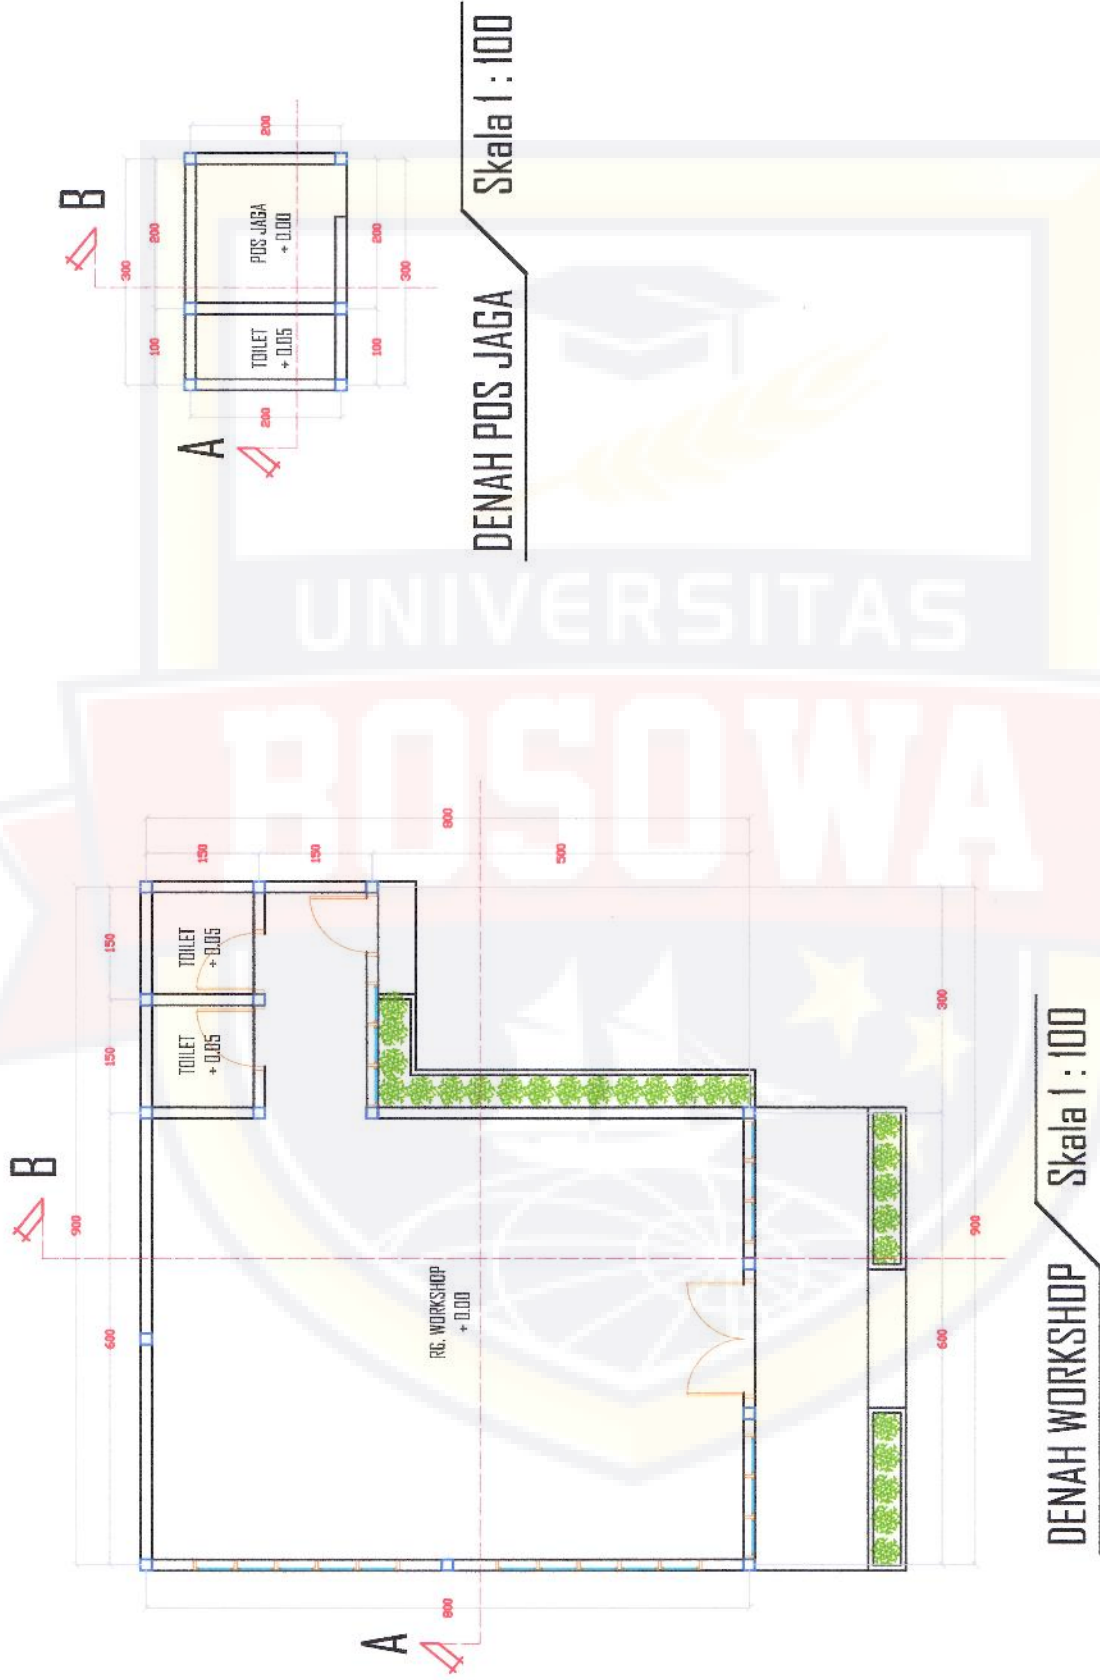 B
900
600
150
150
TOILET
+ 0.05
TOILET
+ 0.05
150
150
500
800
A
800
RG. WORKSHOP
+ 0.00
600
300
900
DENAH WORKSHOP
Skala 1 : 100
B
300
100
200
A
200
TOILET
+ 0.05
POS JAGA
+ 0.00
200
100
200
300
DENAH POS JAGA
Skala 1 : 100
UNIVERSITAS
BOSOWA